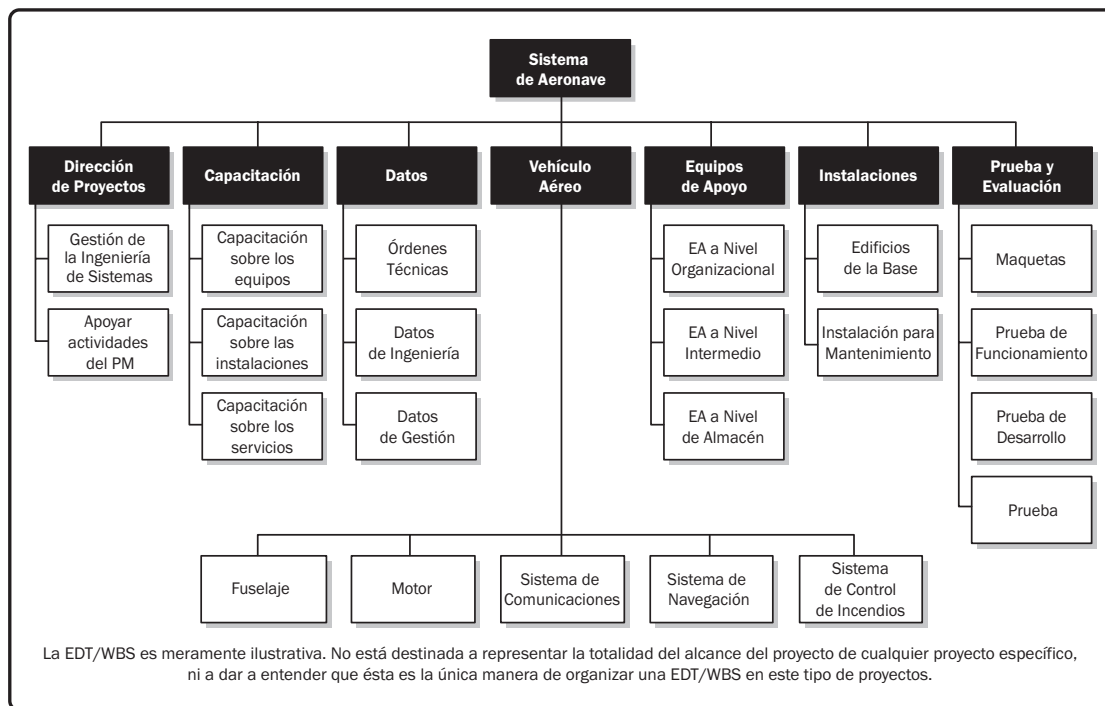 Sistema
de Aeronave
Dirección
de Proyectos
Capacitación
Datos
Vehículo
Aéreo
Equipos
de Apoyo
Instalaciones
Prueba y
Evaluación
Gestión de
la Ingeniería
de Sistemas
Apoyar
actividades
del PM
Capacitación
sobre los
equipos
Capacitación
sobre las
instalaciones
Capacitación
sobre los
servicios
Órdenes
Técnicas
Datos
de Ingeniería
Datos
de Gestión
EA a Nivel
Organizacional
EA a Nivel
Intermedio
EA a Nivel
de Almacén
Edificios
de la Base
Instalación para
Mantenimiento
Maquetas
Prueba de
Funcionamiento
Prueba de
Desarrollo
Prueba
Fuselaje
Motor
Sistema de
Comunicaciones
Sistema de
Navegación
Sistema
de Control
de Incendios
La EDT/WBS es meramente ilustrativa. No está destinada a representar la totalidad del alcance del proyecto de cualquier proyecto específico,
ni a dar a entender que ésta es la única manera de organizar una EDT/WBS en este tipo de proyectos.